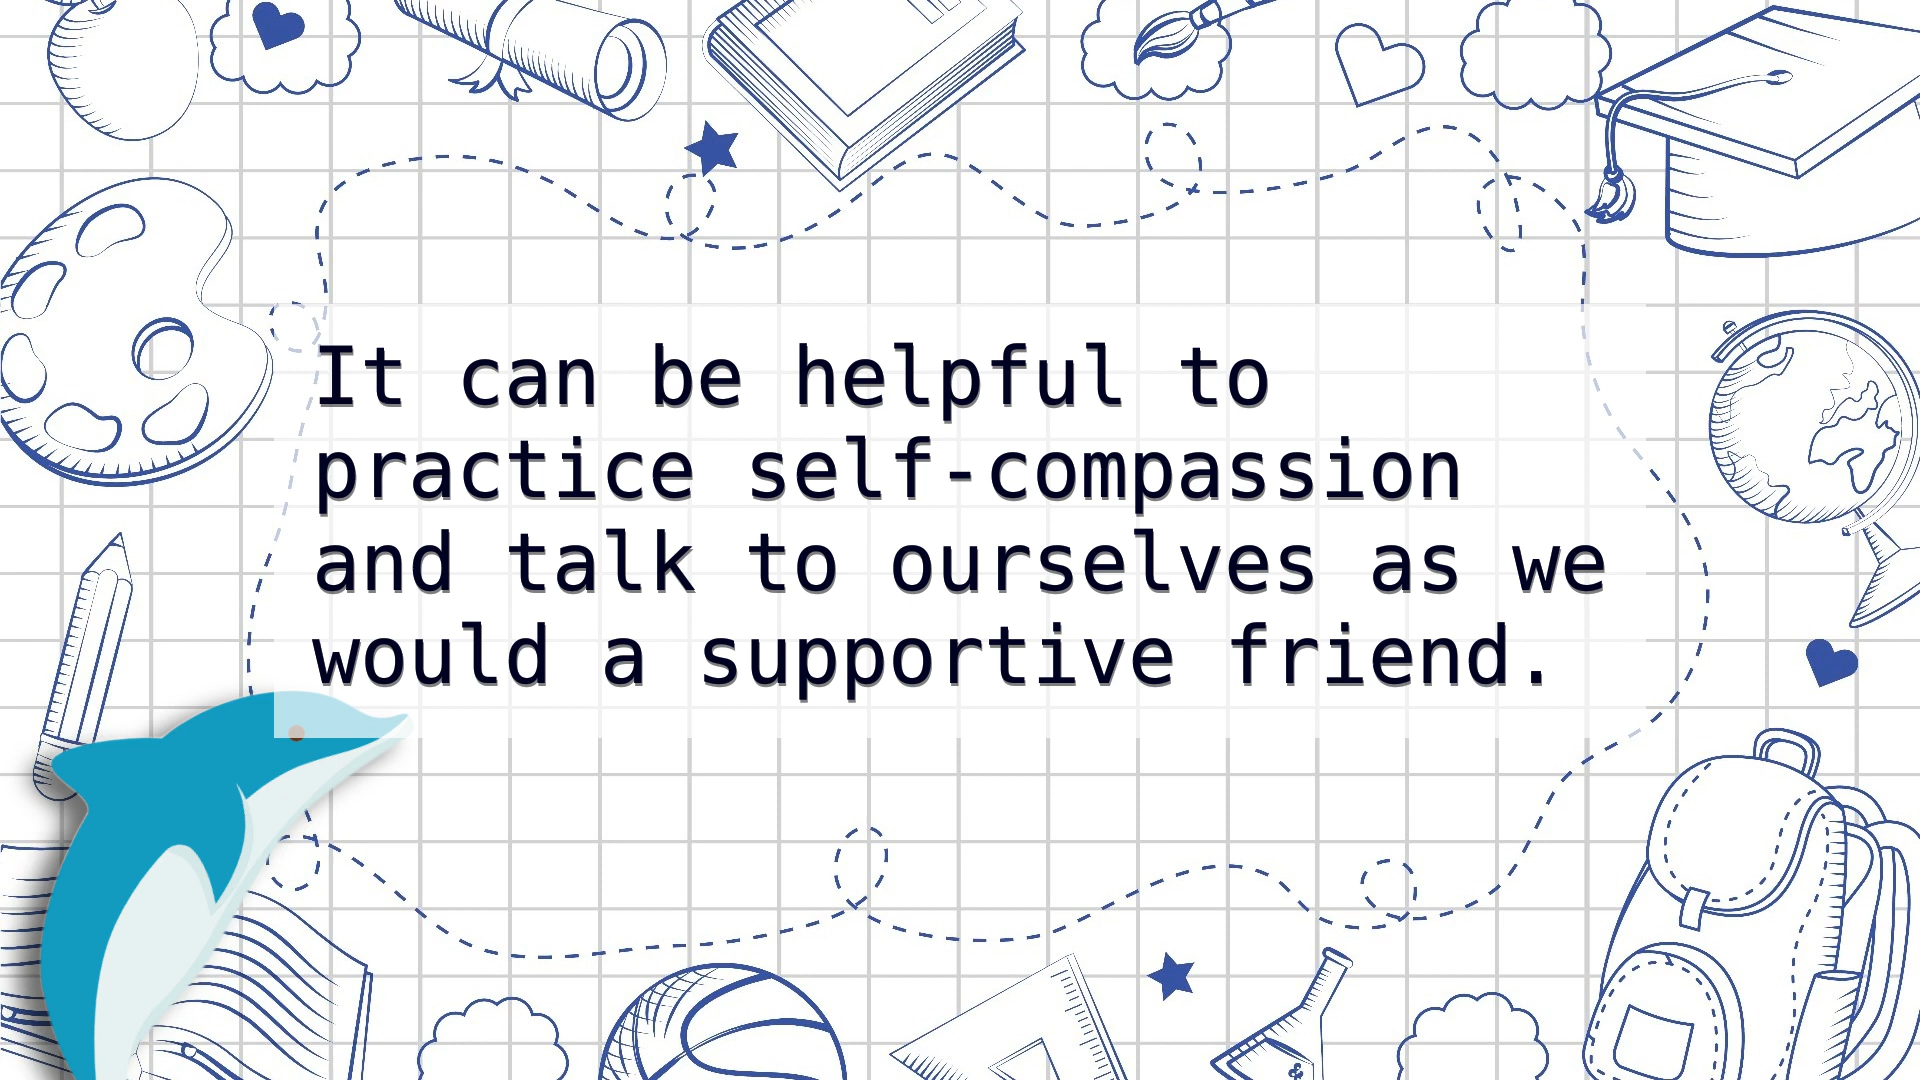 It can be helpful to
practice self-compassion
and talk to ourselves as we
would a supportive friend.